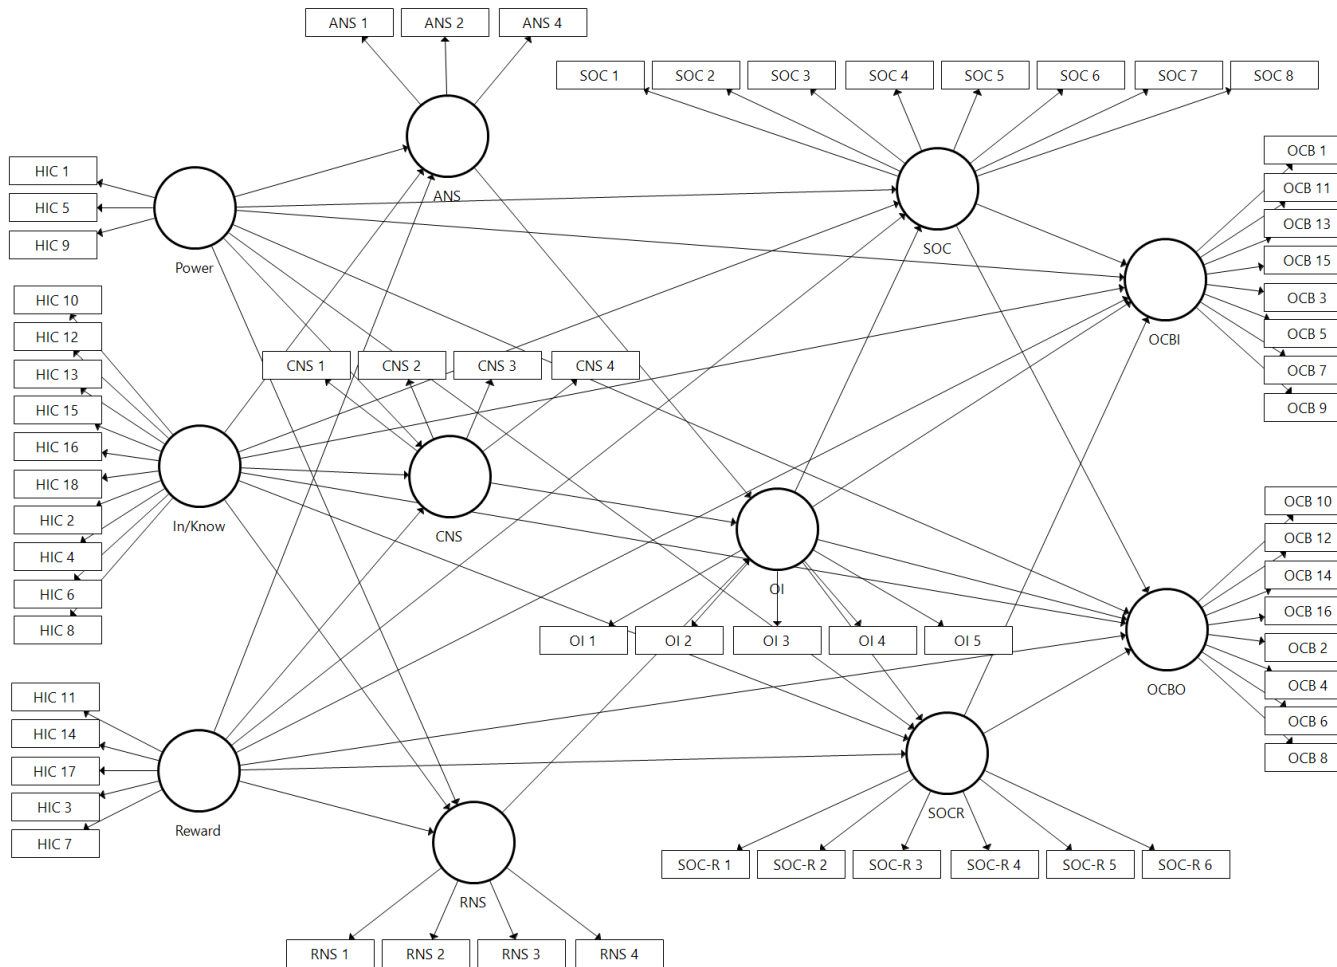 ANS 1
ANS 2
ANS 4
ANS
SOC 1
SOC 2
SOC 3
SOC 4
SOC 5
SOC 6
SOC 7
SOC 8
SOC
HIC 1
HIC 5
HIC 9
Power
OCB 1
OCB 11
OCB 13
OCB 15
OCB 3
OCB 5
OCB 7
OCB 9
OCBI
HIC 10
HIC 12
HIC 13
HIC 15
HIC 16
HIC 18
HIC 2
HIC 4
HIC 6
HIC 8
In/Know
CNS 1
CNS 2
CNS 3
CNS 4
CNS
OI
OI 1
OI 2
OI 3
OI 4
OI 5
OCB 10
OCB 12
OCB 14
OCB 16
OCB 2
OCB 4
OCB 6
OCB 8
OCBO
HIC 11
HIC 14
HIC 17
HIC 3
HIC 7
Reward
SOCR
SOC-R 1
SOC-R 2
SOC-R 3
SOC-R 4
SOC-R 5
SOC-R 6
RNS
RNS 1
RNS 2
RNS 3
RNS 4